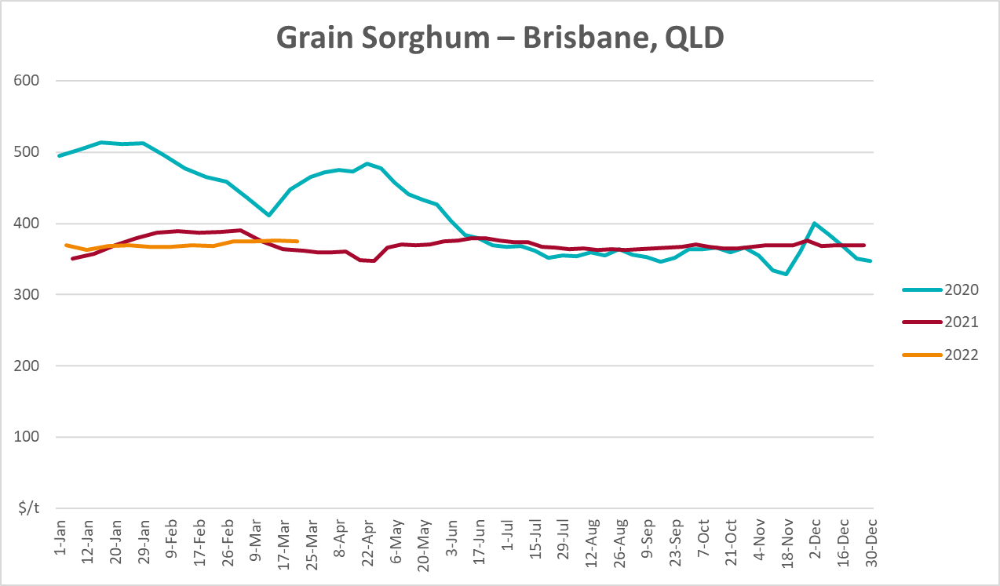 Grain Sorghum – Brisbane, QLD
600
500
400
300
200
100
$/t
1-Jan
12-Jan
20-Jan
29-Jan
9-Feb
17-Feb
26-Feb
9-Mar
17-Mar
25-Mar
8-Apr
22-Apr
6-May
20-May
3-Jun
17-Jun
1-Jul
15-Jul
29-Jul
12-Aug
26-Aug
9-Sep
23-Sep
7-Oct
21-Oct
4-Nov
18-Nov
2-Dec
16-Dec
30-Dec
2020
2021
2022